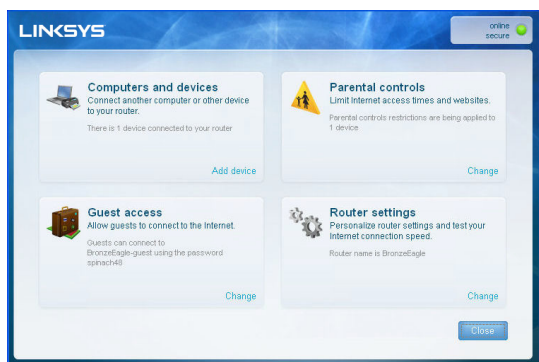 LINKSYS
online
secure
Computers and devices
Connect another computer or other device
to your router.
There is 1 device connected to your router
Add device
Parental controls
Limit Internet access times and websites.
Parental controls restrictions are being applied to
1 device
Change
Guest access
Allow guests to connect to the Internet.
Guests can connect to
BronzeEagle-guest using the password
spinach48
Change
Router settings
Personalize router settings and test your
Internet connection speed.
Router name is BronzeEagle
Change
Close